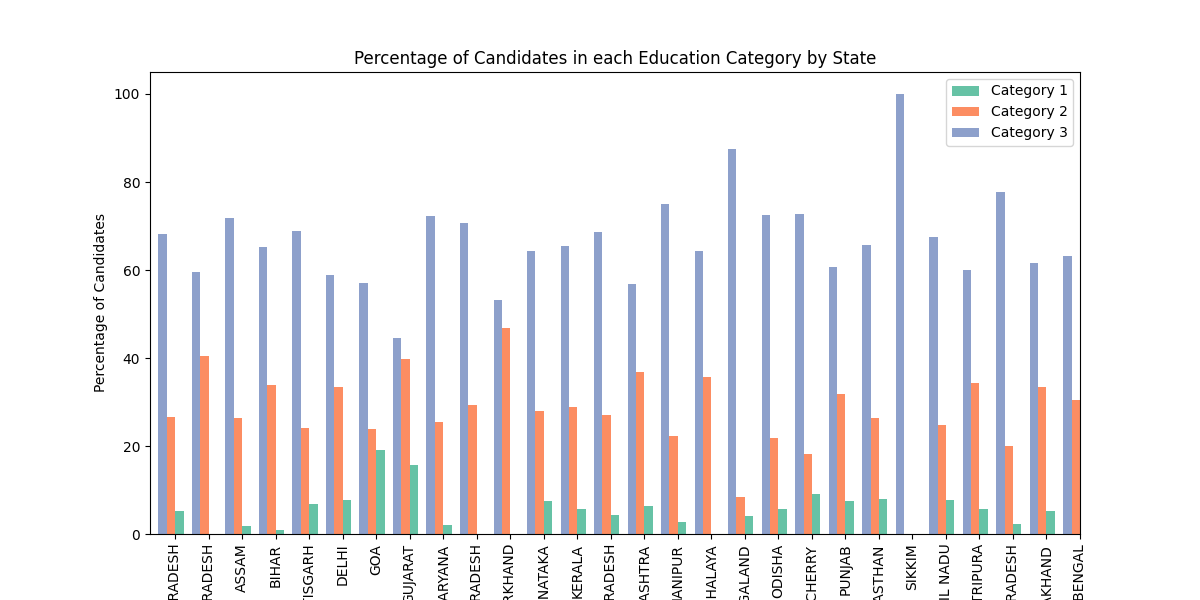 Percentage of Candidates in each Education Category by State
Category 1
Category 2
Category 3
Percentage of Candidates
100
80
60
40
20
0
RADESH
RADESH
ASSAM
BIHAR
TISGARH
DELHI
GOA
GUJARAT
ARYANA
RADESH
RKHAND
NATAKA
KERALA
RADESH
ASHTRA
MANIPUR
HALAYA
GALAND
ODISHA
CHERRY
PUNJAB
ASTHAN
SIKKIM
IL NADU
TRIPURA
RADESH
AKHAND
BENGAL